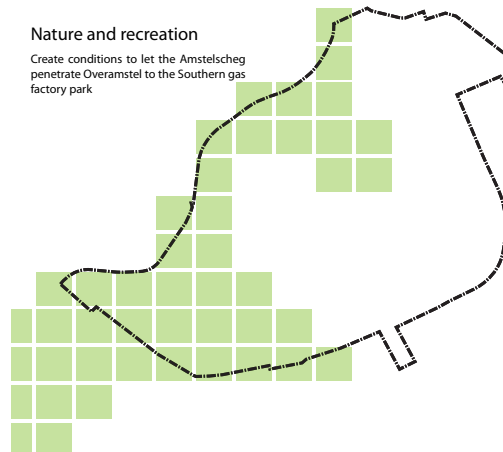 Nature and recreation
Create conditions to let the Amstelscheg
penetrate Overamstel to the Southern gas
factory park